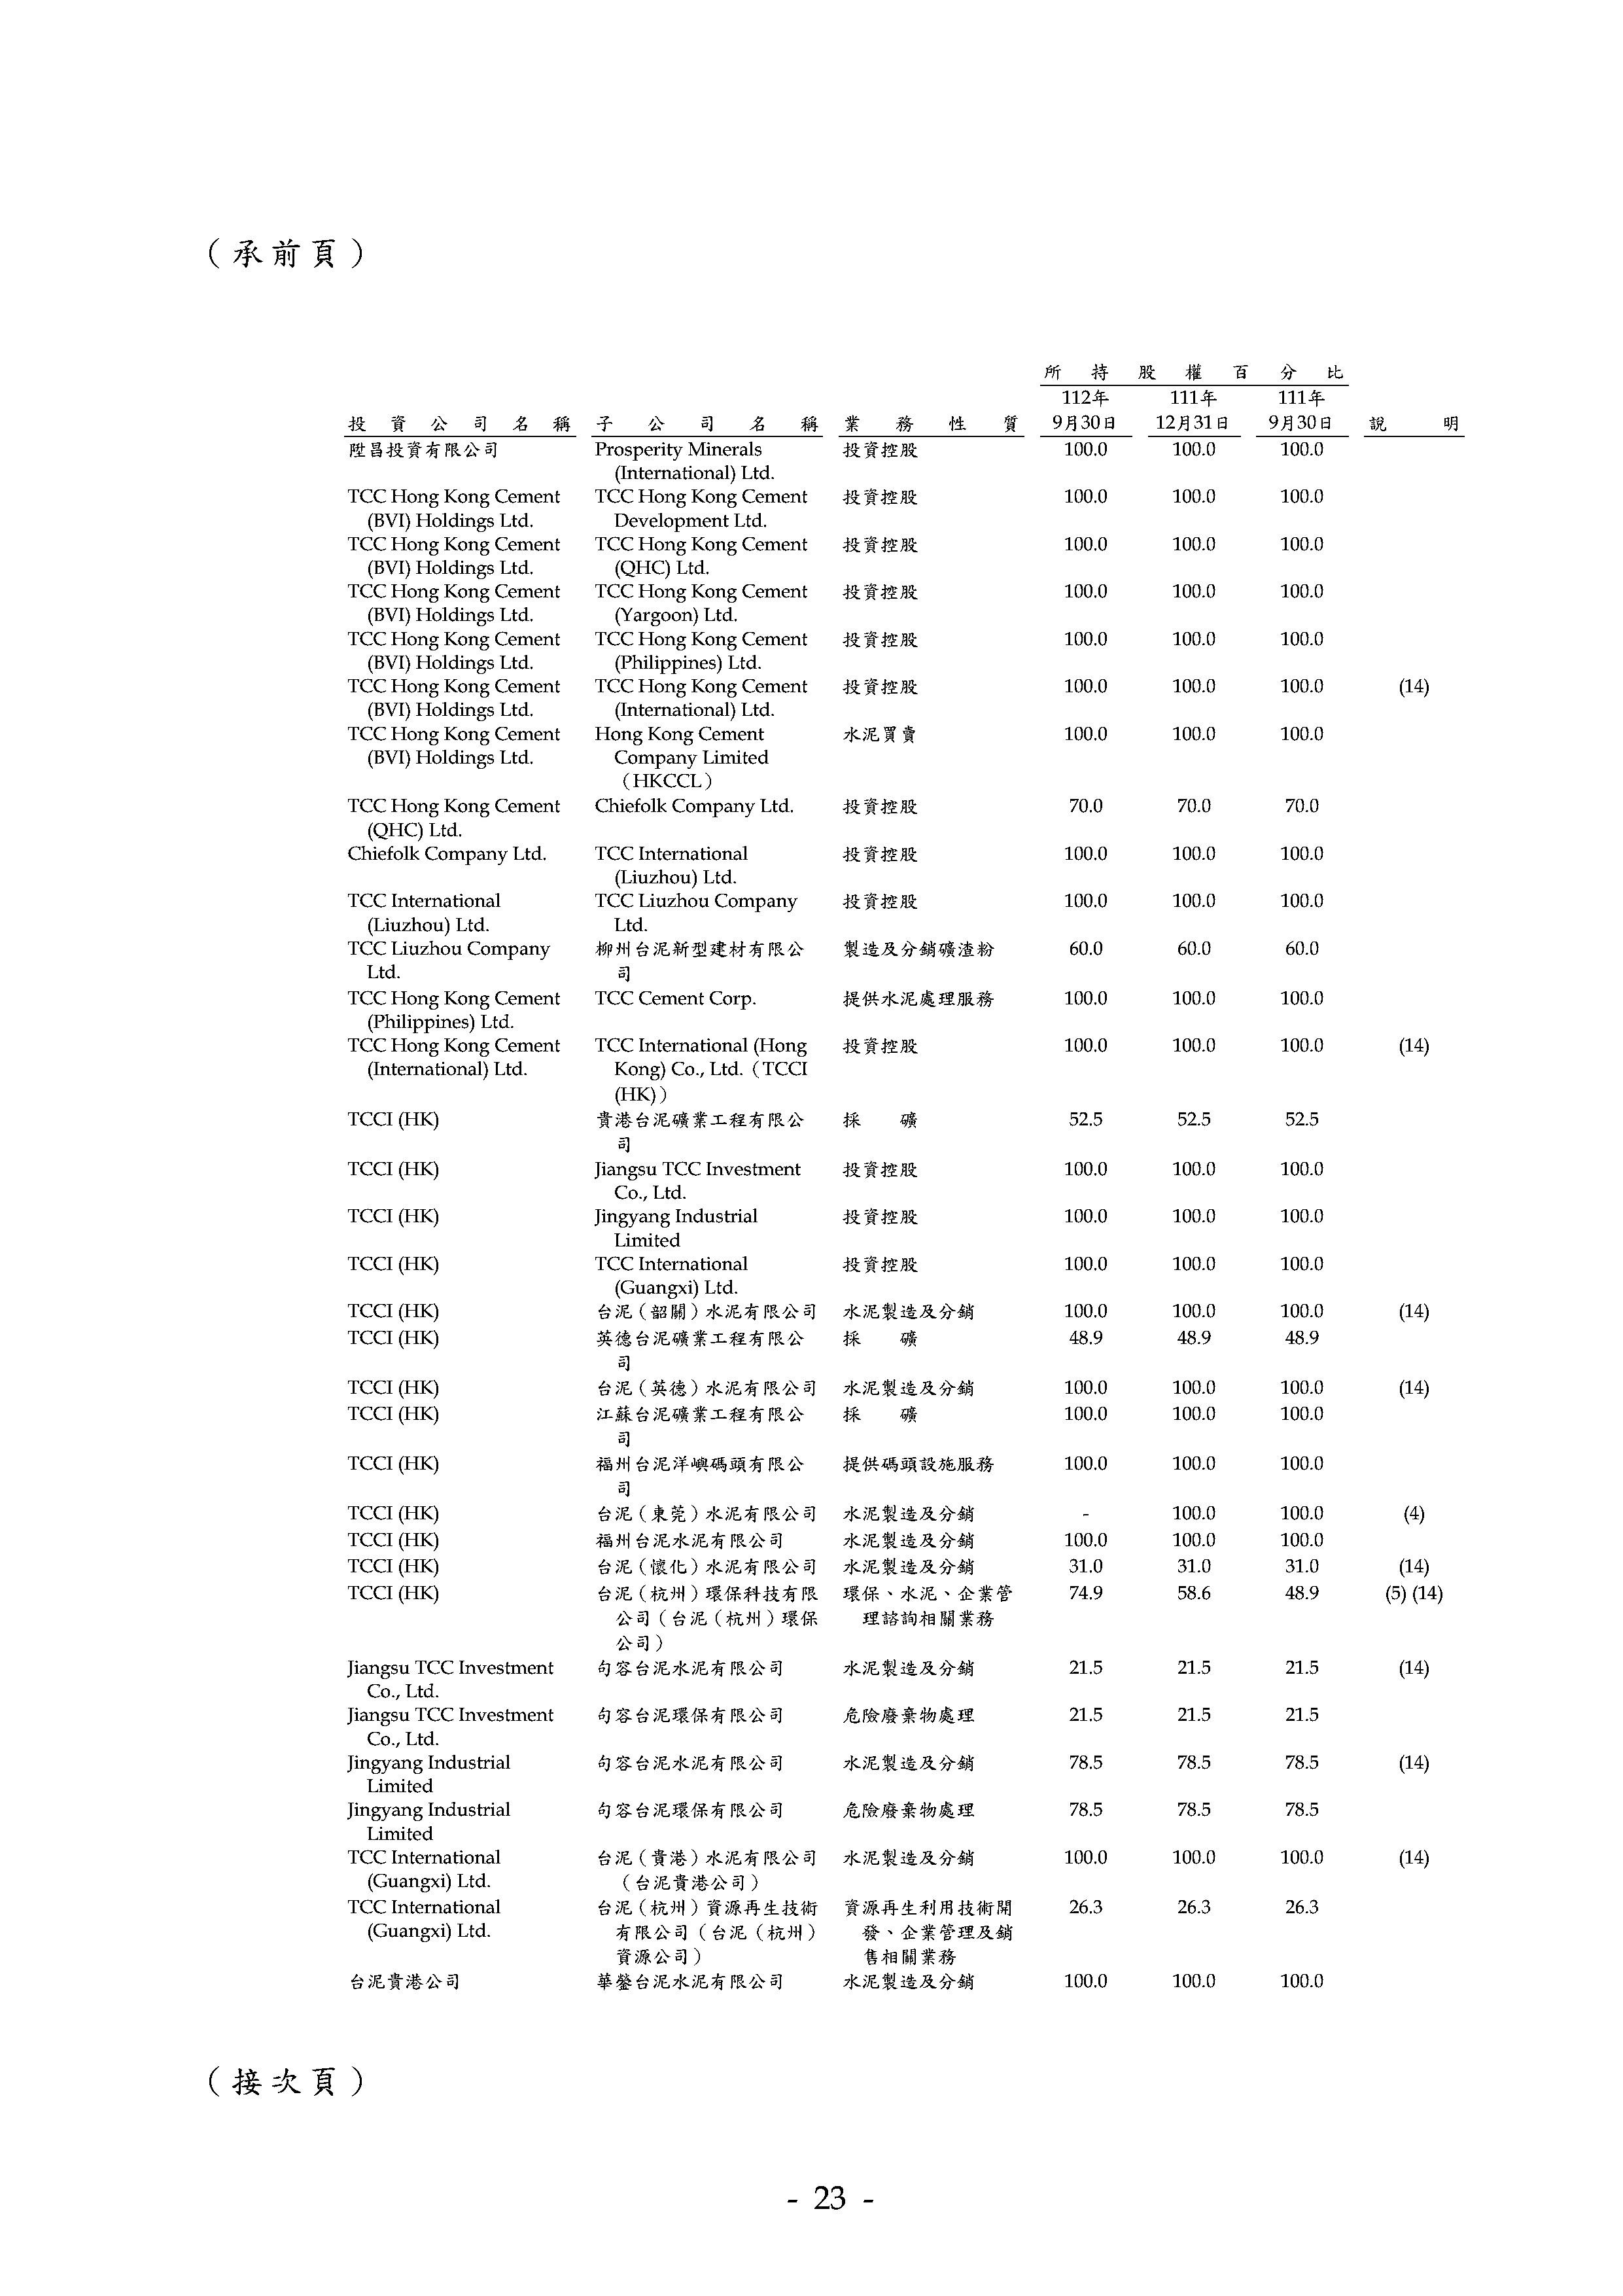 （承前頁）
所持股權百分比
112年 111年 111年
投資公司名稱 子公司名稱 業務性質 9月30日 12月31日 9月30日 說明
陞昌投資有限公司 Prosperity Minerals 投資控股 100.0 100.0 100.0
(International) Ltd.
TCC Hong Kong Cement TCC Hong Kong Cement 投資控股 100.0 100.0 100.0
(BVI) Holdings Ltd. Development Ltd.
TCC Hong Kong Cement TCC Hong Kong Cement 投資控股 100.0 100.0 100.0
(BVI) Holdings Ltd. (QHC) Ltd.
TCC Hong Kong Cement TCC Hong Kong Cement 投資控股 100.0 100.0 100.0
(BVI) Holdings Ltd. (Yargoon) Ltd.
TCC Hong Kong Cement TCC Hong Kong Cement 投資控股 100.0 100.0 100.0
(BVI) Holdings Ltd. (Philippines) Ltd.
TCC Hong Kong Cement TCC Hong Kong Cement 投資控股 100.0 100.0 100.0 (14)
(BVI) Holdings Ltd. (International) Ltd.
TCC Hong Kong Cement Hong Kong Cement 水泥買賣 100.0 100.0 100.0
(BVI) Holdings Ltd. Company Limited
（HKCCL）
TCC Hong Kong Cement Chiefolk Company Ltd. 投資控股 70.0 70.0 70.0
(QHC) Ltd.
Chiefolk Company Ltd. TCC International 投資控股 100.0 100.0 100.0
(Liuzhou) Ltd.
TCC International TCC Liuzhou Company 投資控股 100.0 100.0 100.0
(Liuzhou) Ltd. Ltd.
TCC Liuzhou Company 柳州台泥新型建材有限公 製造及分銷礦渣粉 60.0 60.0 60.0
Ltd. 司
TCC Hong Kong Cement TCC Cement Corp. 提供水泥處理服務 100.0 100.0 100.0
(Philippines) Ltd.
TCC Hong Kong Cement TCC International (Hong 投資控股 100.0 100.0 100.0 (14)
(International) Ltd. Kong) Co., Ltd.（TCCI
(HK)）
TCCI (HK) 貴港台泥礦業工程有限公 採礦 52.5 52.5 52.5
司
TCCI (HK) Jiangsu TCC Investment 投資控股 100.0 100.0 100.0
Co., Ltd.
TCCI (HK) Jingyang Industrial 投資控股 100.0 100.0 100.0
Limited
TCCI (HK) TCC International 投資控股 100.0 100.0 100.0
(Guangxi) Ltd.
TCCI (HK) 台泥（韶關）水泥有限公司 水泥製造及分銷 100.0 100.0 100.0 (14)
TCCI (HK) 英德台泥礦業工程有限公 採礦 48.9 48.9 48.9
司
TCCI (HK) 台泥（英德）水泥有限公司 水泥製造及分銷 100.0 100.0 100.0 (14)
TCCI (HK) 江蘇台泥礦業工程有限公 採礦 100.0 100.0 100.0
司
TCCI (HK) 福州台泥洋嶼碼頭有限公 提供碼頭設施服務 100.0 100.0 100.0
司
TCCI (HK) 台泥（東莞）水泥有限公司 水泥製造及分銷 - 100.0 100.0 (4)
TCCI (HK) 福州台泥水泥有限公司 水泥製造及分銷 100.0 100.0 100.0
TCCI (HK) 台泥（懷化）水泥有限公司 水泥製造及分銷 31.0 31.0 31.0 (14)
TCCI (HK) 台泥（杭州）環保科技有限 環保、水泥、企業管 74.9 58.6 48.9 (5) (14)
公司（台泥（杭州）環保 理諮詢相關業務
公司）
Jiangsu TCC Investment 句容台泥水泥有限公司 水泥製造及分銷 21.5 21.5 21.5 (14)
Co., Ltd.
Jiangsu TCC Investment 句容台泥環保有限公司 危險廢棄物處理 21.5 21.5 21.5
Co., Ltd.
Jingyang Industrial 句容台泥水泥有限公司 水泥製造及分銷 78.5 78.5 78.5 (14)
Limited
Jingyang Industrial 句容台泥環保有限公司 危險廢棄物處理 78.5 78.5 78.5
Limited
TCC International 台泥（貴港）水泥有限公司 水泥製造及分銷 100.0 100.0 100.0 (14)
(Guangxi) Ltd. （台泥貴港公司）
TCC International 台泥（杭州）資源再生技術 資源再生利用技術開 26.3 26.3 26.3
(Guangxi) Ltd. 有限公司（台泥（杭州） 發、企業管理及銷
資源公司） 售相關業務
台泥貴港公司 華鎣台泥水泥有限公司 水泥製造及分銷 100.0 100.0 100.0
（接次頁）
- 23 -